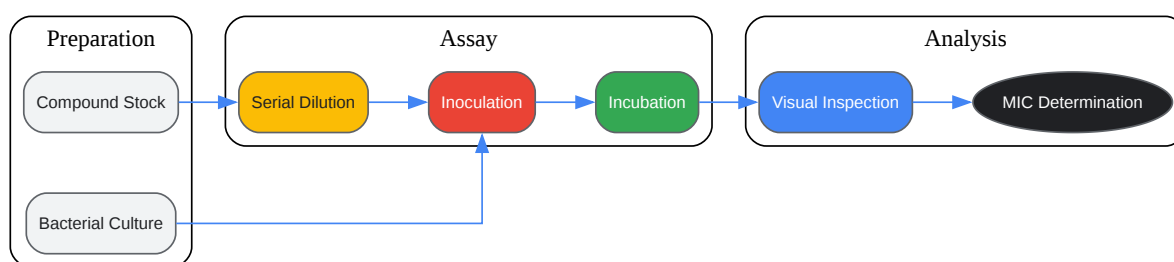 Preparation
Assay
Analysis
Compound Stock
Serial Dilution
Inoculation
Incubation
Visual Inspection
MIC Determination
Bacterial Culture